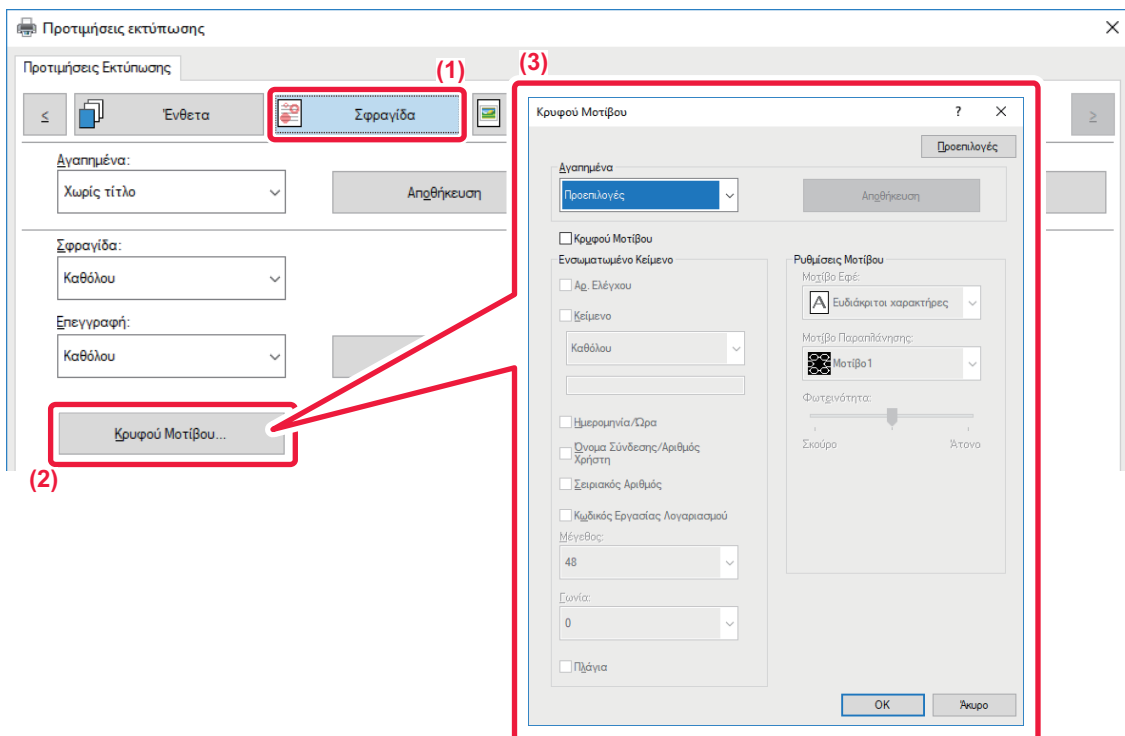 Προτιμήσεις εκτύπωσης
Προτιμήσεις Εκτύπωσης
(1)
(3)
≤
Ένθετα
Σφραγίδα
≥
Αγαπημένα:
Χωρίς τίτλο
Αποθήκευση
Σφραγίδα:
Καθόλου
Επεγγραφή:
Καθόλου
Κρυφού Μοτίβου...
(2)
Κρυφού Μοτίβου
?
Προεπιλογές
Αγαπημένα
Προεπιλογές
Αποθήκευση
Κρυφού Μοτίβου
Ενσωματωμένο Κείμενο
Αρ. Ελέγχου
Κείμενο
Καθόλου
Ημερομηνία/Ώρα
Όνομα Σύνδεσης/Αριθμός
Χρήστη
Σειριακός Αριθμός
Κωδικός Εργασίας Λογαριασμού
Μέγεθος:
48
Γωνία:
0
Πλάγια
Ρυθμίσεις Μοτίβου
Μοτίβο Εφέ:
A Ευδιάκριτοι χαρακτήρες
Μοτίβο Παραπλάνησης:
Μοτίβο1
Φωτεινότητα:
Σκούρο
Άτονο
OK
Άκυρο